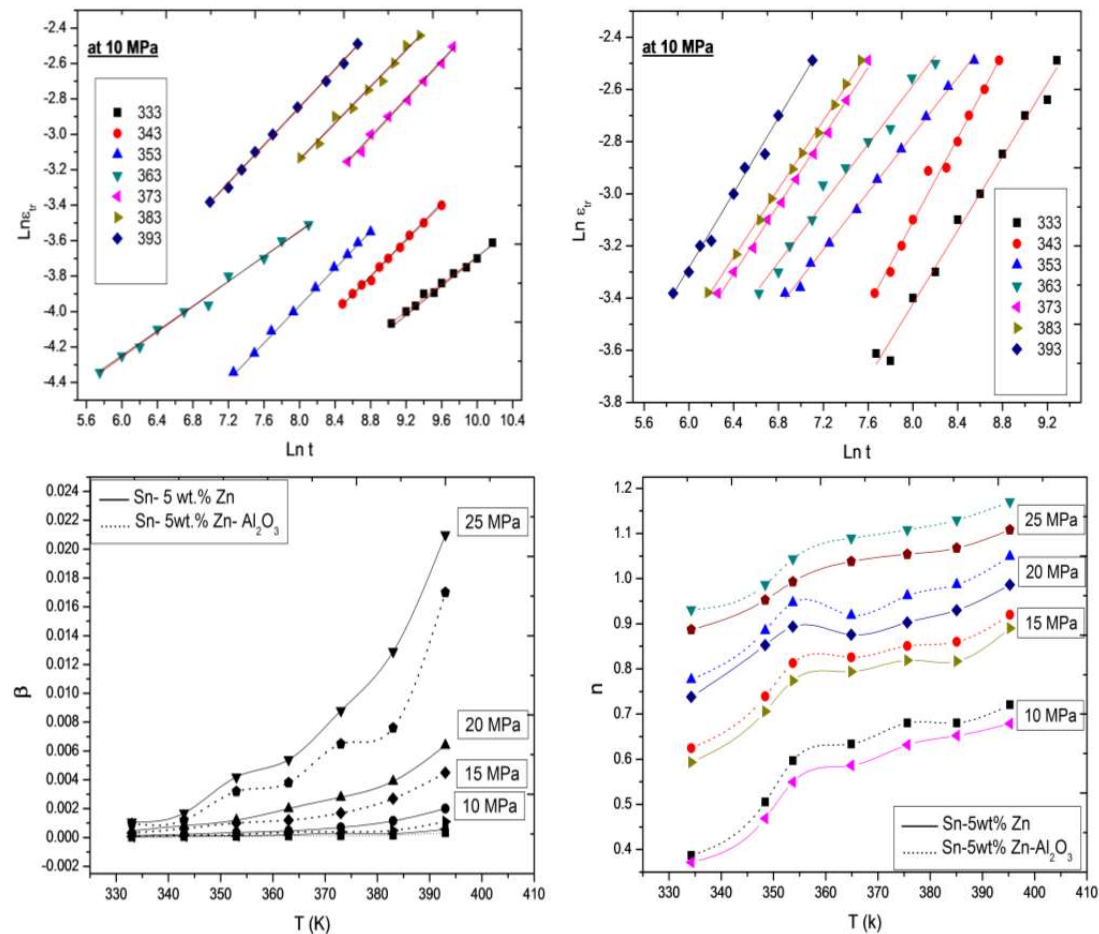 at 10 MPa
333
343
353
363
373
383
393
-2.4
-2.6
-2.8
-3.0
-3.2
-3.4
-3.6
-3.8
-4.0
-4.2
-4.4
Lnεtr
5.6 6.0 6.4 6.8 7.2 7.6 8.0 8.4 8.8 9.2 9.6 10.0 10.4
Ln t
at 10 MPa
333
343
353
363
373
383
393
-2.4
-2.6
-2.8
-3.0
-3.2
-3.4
-3.6
-3.8
Ln εtr
5.6 6.0 6.4 6.8 7.2 7.6 8.0 8.4 8.8 9.2
Ln t
Sn- 5 wt.% Zn
Sn- 5wt.% Zn- Al2O3
25 MPa
20 MPa
15 MPa
10 MPa
0.024
0.022
0.020
0.018
0.016
0.014
0.012
0.010
0.008
0.006
0.004
0.002
0.000
-0.002
β
330 340 350 360 370 380 390 400 410
T (K)
25 MPa
20 MPa
15 MPa
10 MPa
Sn-5wt% Zn
Sn-5wt% Zn-Al2O3
1.2
1.1
1.0
0.9
0.8
0.7
0.6
0.5
0.4
n
330 340 350 360 370 380 390 400 410
T (k)